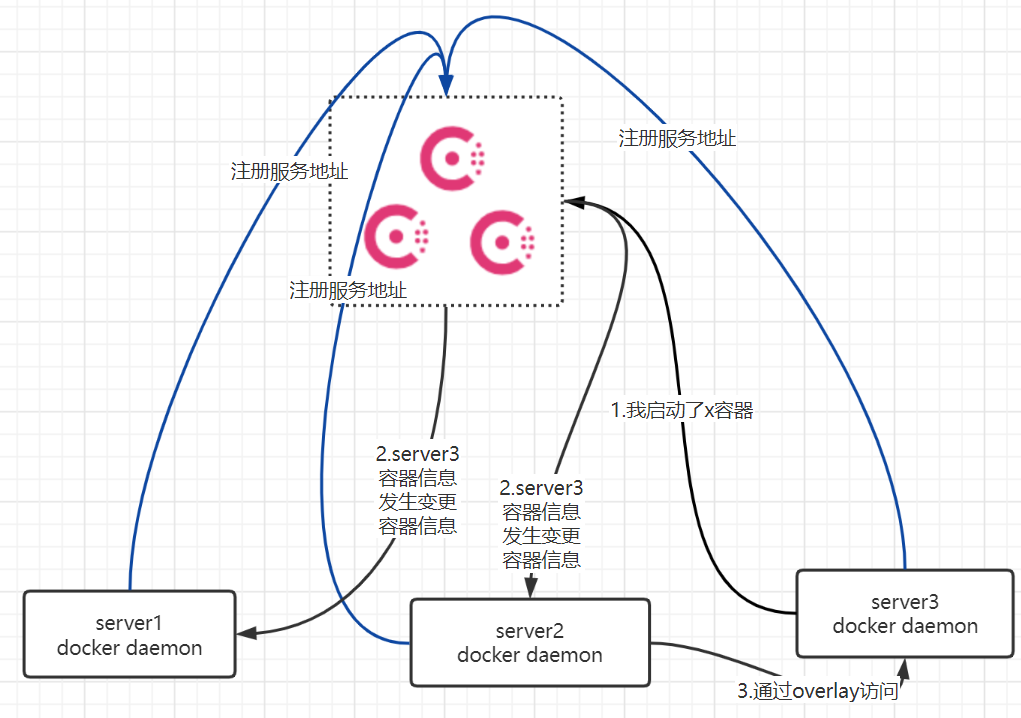 注册服务地址
注册服务地址
注册服务地址
1.我启动了x容器
2.server3
容器信息
发生变更
容器信息
2.server3
容器信息
发生变更
容器信息
server1
docker daemon
server2
docker daemon
server3
docker daemon
3.通过overlay访问